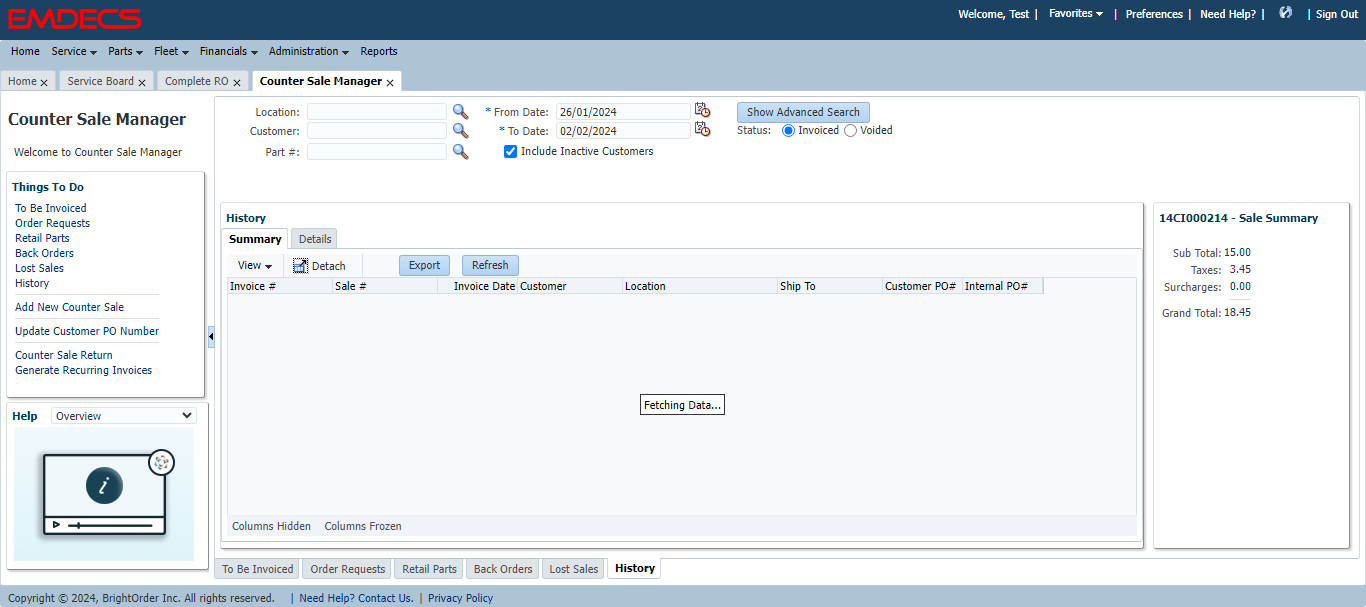 EMDECS
Welcome, Test | Favorites | Preferences | Need Help? | | Sign Out
Home Service Parts Fleet Financials Administration Reports
Home Service Board Complete RO Counter Sale Manager
Counter Sale Manager
Welcome to Counter Sale Manager
Things To Do
To Be Invoiced
Order Requests
Retail Parts
Back Orders
Lost Sales
History
Add New Counter Sale
Update Customer PO Number
Counter Sale Return
Generate Recurring Invoices
Help Overview
i
Location: * From Date: 26/01/2024 Show Advanced Search
Customer: * To Date: 02/02/2024 Status: Invoiced Voided
Part #: Include Inactive Customers
History
Summary Details
View Detach Export Refresh
Invoice # Sale # Invoice Date Customer Location Ship To Customer PO# Internal PO#
Fetching Data...
Columns Hidden Columns Frozen
14CI000214 - Sale Summary
Sub Total: 15.00
Taxes: 3.45
Surcharges: 0.00
Grand Total: 18.45
To Be Invoiced Order Requests Retail Parts Back Orders Lost Sales History
Copyright © 2024, BrightOrder Inc. All rights reserved. | Need Help? Contact Us. | Privacy Policy